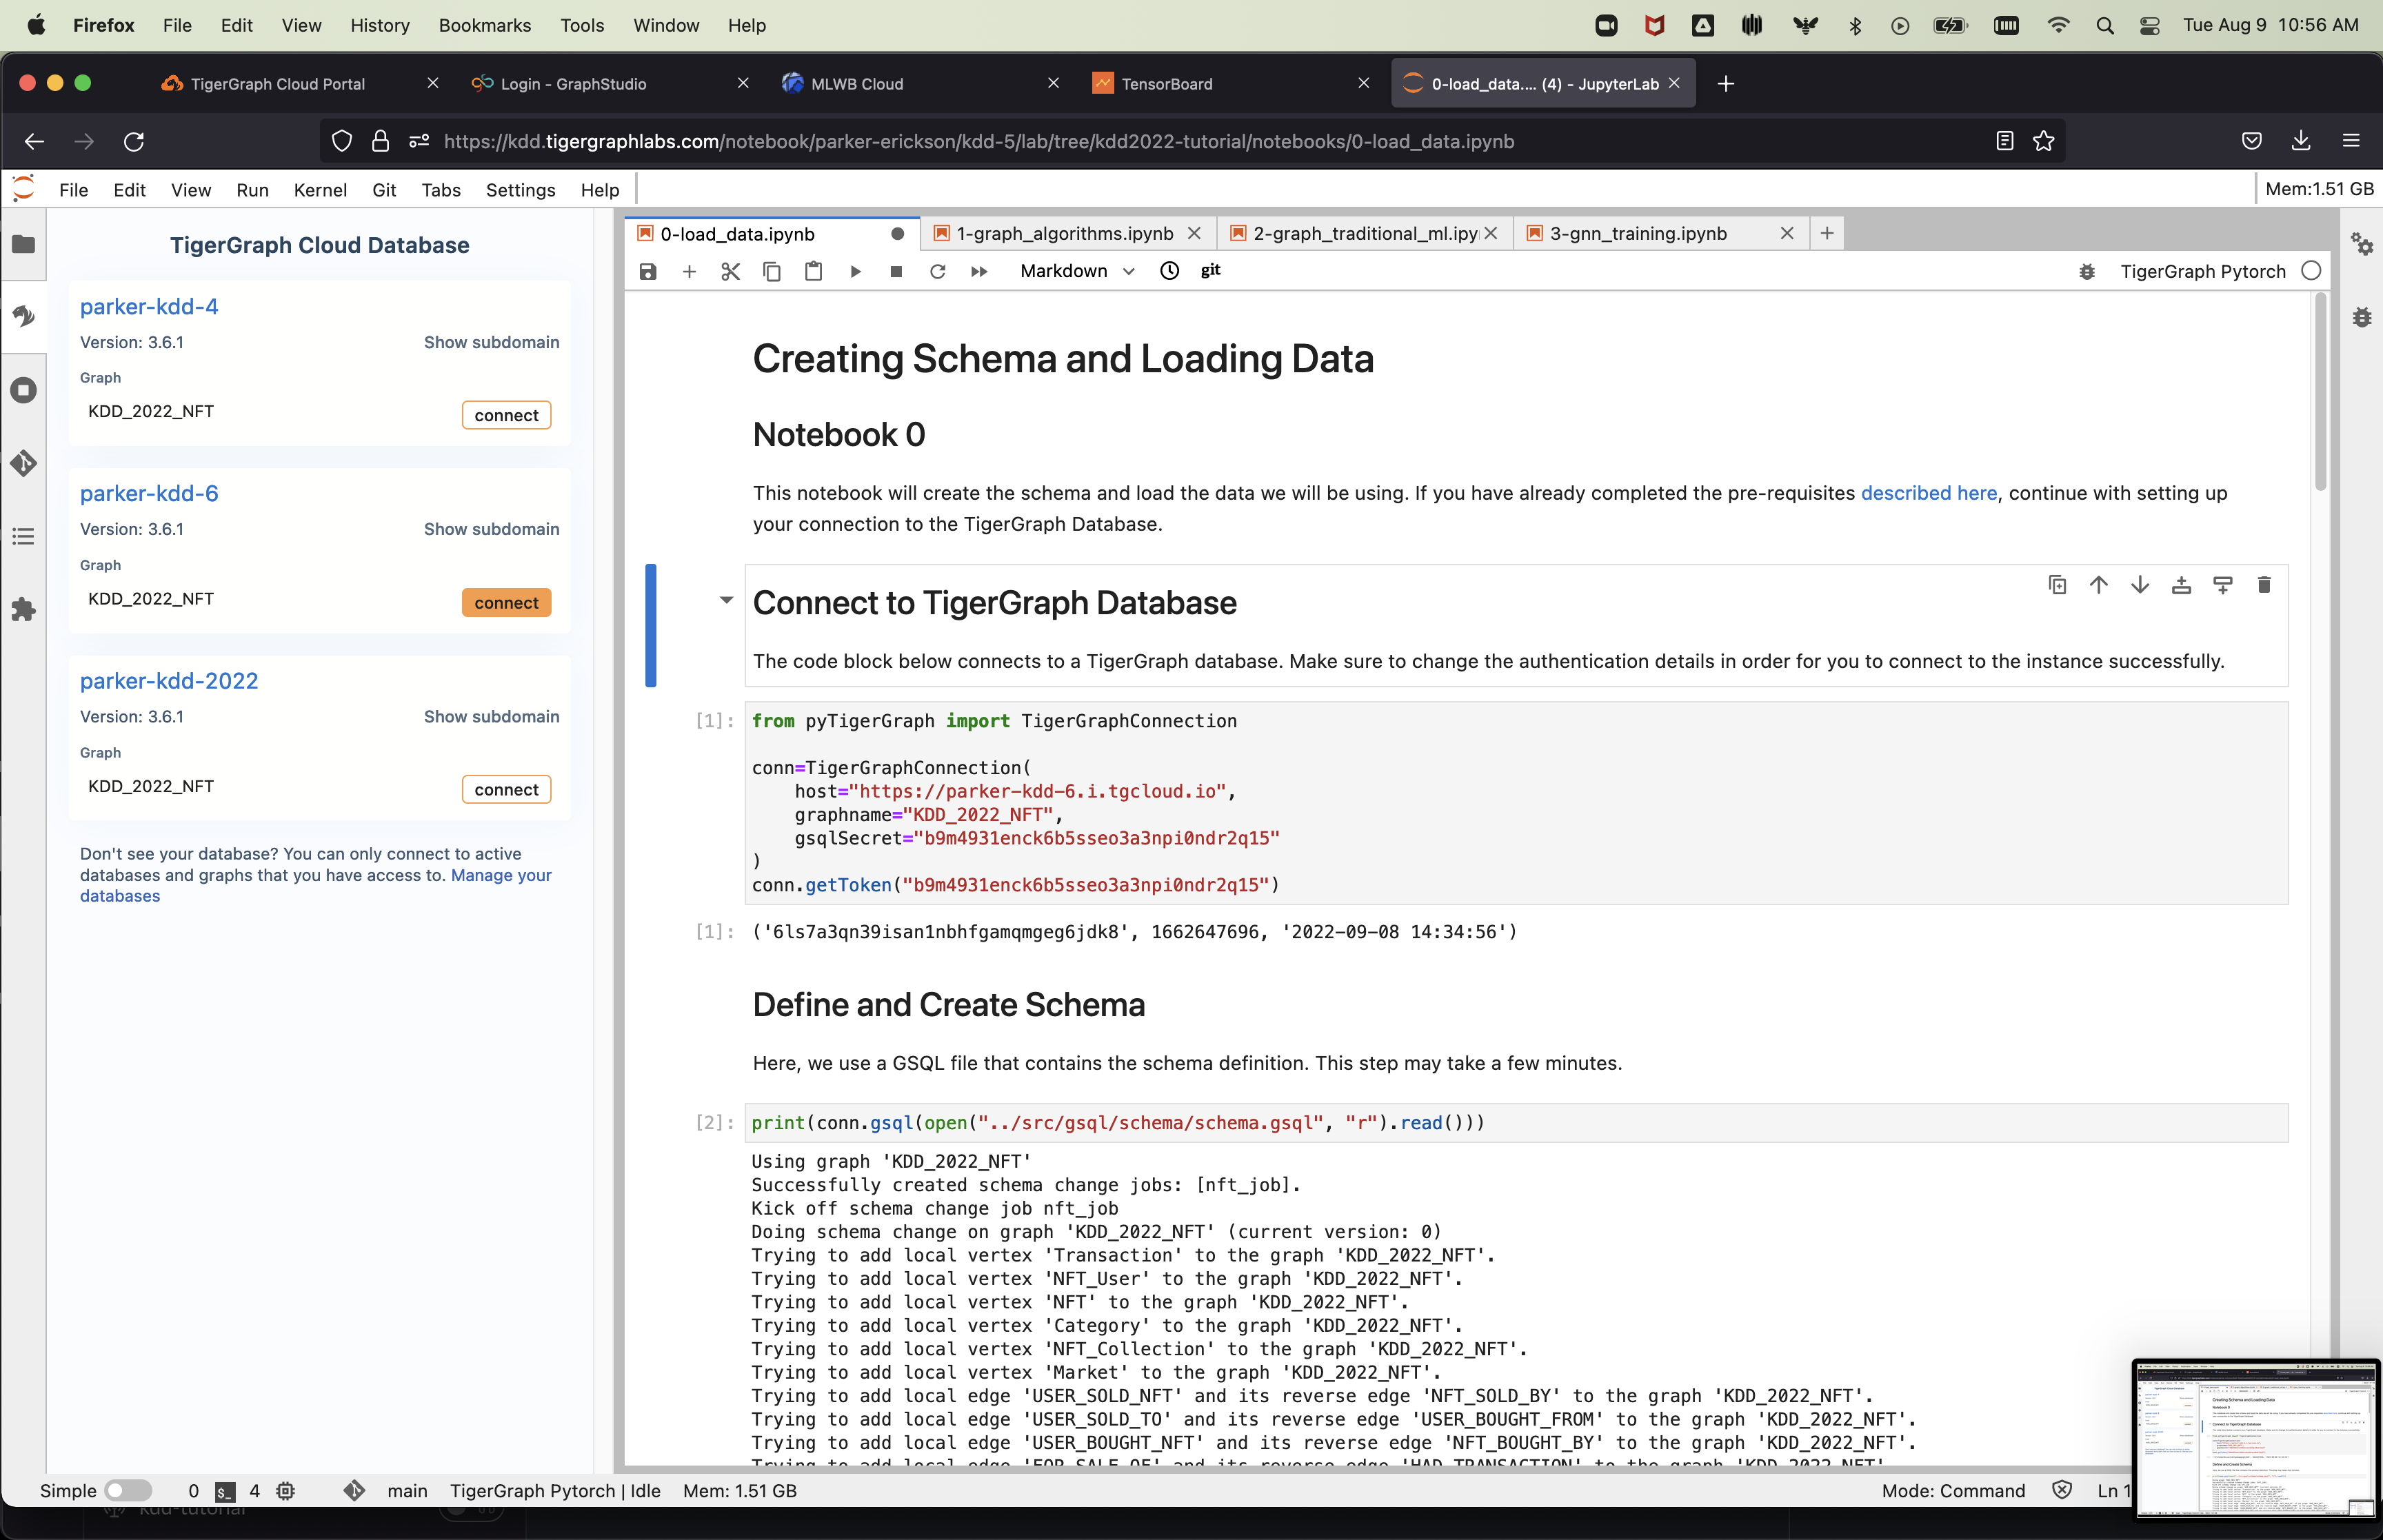 Firefox File Edit View History Bookmarks Tools Window Help Tue Aug 9 10:56 AM
TigerGraph Cloud Portal Login - GraphStudio MLWB Cloud TensorBoard 0-load_data.... (4) - JupyterLab
https://kdd.tigergraphlabs.com/notebook/parker-erickson/kdd-5/lab/tree/kdd2022-tutorial/notebooks/0-load_data.ipynb
File Edit View Run Kernel Git Tabs Settings Help Mem:1.51 GB
TigerGraph Cloud Database
parker-kdd-4
Version: 3.6.1 Show subdomain
Graph
KDD_2022_NFT connect
parker-kdd-6
Version: 3.6.1 Show subdomain
Graph
KDD_2022_NFT connect
parker-kdd-2022
Version: 3.6.1 Show subdomain
Graph
KDD_2022_NFT connect
Don't see your database? You can only connect to active
databases and graphs that you have access to. Manage your
databases
0-load_data.ipynb 1-graph_algorithms.ipynb 2-graph_traditional_ml.ipy 3-gnn_training.ipynb
Markdown git TigerGraph Pytorch
Creating Schema and Loading Data
Notebook 0
This notebook will create the schema and load the data we will be using. If you have already completed the pre-requisites described here, continue with setting up
your connection to the TigerGraph Database.
Connect to TigerGraph Database
The code block below connects to a TigerGraph database. Make sure to change the authentication details in order for you to connect to the instance successfully.
[1]: from pyTigerGraph import TigerGraphConnection
conn=TigerGraphConnection(
host="https://parker-kdd-6.i.tgcloud.io",
graphname="KDD_2022_NFT",
gsqlSecret="b9m4931enck6b5sseo3a3npi0ndr2q15"
)
conn.getToken("b9m4931enck6b5sseo3a3npi0ndr2q15")
[1]: ('6ls7a3qn39isan1nbhfgamqmgeg6jdk8', 1662647696, '2022-09-08 14:34:56')
Define and Create Schema
Here, we use a GSQL file that contains the schema definition. This step may take a few minutes.
[2]: print(conn.gsql(open("../src/gsql/schema/schema.gsql", "r").read()))
Using graph 'KDD_2022_NFT'
Successfully created schema change jobs: [nft_job].
Kick off schema change job nft_job
Doing schema change on graph 'KDD_2022_NFT' (current version: 0)
Trying to add local vertex 'Transaction' to the graph 'KDD_2022_NFT'.
Trying to add local vertex 'NFT_User' to the graph 'KDD_2022_NFT'.
Trying to add local vertex 'NFT' to the graph 'KDD_2022_NFT'.
Trying to add local vertex 'Category' to the graph 'KDD_2022_NFT'.
Trying to add local vertex 'NFT_Collection' to the graph 'KDD_2022_NFT'.
Trying to add local vertex 'Market' to the graph 'KDD_2022_NFT'.
Trying to add local edge 'USER_SOLD_NFT' and its reverse edge 'NFT_SOLD_BY' to the graph 'KDD_2022_NFT'.
Trying to add local edge 'USER_SOLD_TO' and its reverse edge 'USER_BOUGHT_FROM' to the graph 'KDD_2022_NFT'.
Trying to add local edge 'USER_BOUGHT_NFT' and its reverse edge 'NFT_BOUGHT_BY' to the graph 'KDD_2022_NFT'.
Trying to add local edge 'FOR_SALE_OF' and its reverse edge 'HAD_TRANSACTION' to the graph 'KDD_2022_NFT'
Simple 0 $_ 4 main TigerGraph Pytorch | Idle Mem: 1.51 GB Mode: Command Ln 1
kdd-tutorial